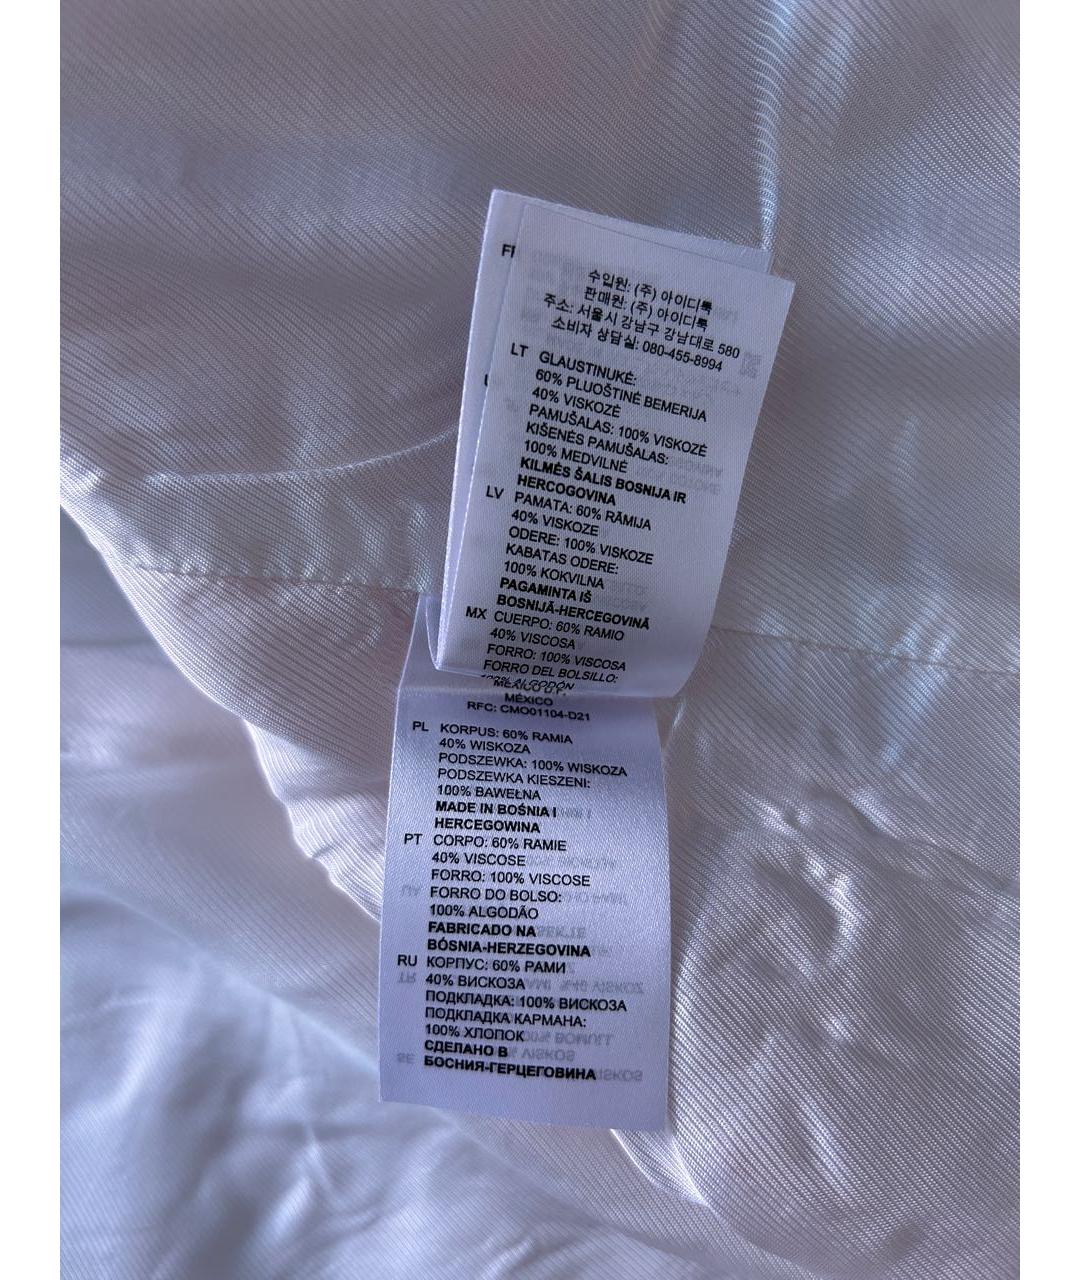 FI
수입원: (주) 아이디룩
판매원: (주) 아이디룩
주소: 서울시 강남구 강남대로 580
소비자 상담실: 080-455-8994
LT GLAUSTINUKĖ:
60% PLUOŠTINĖ BEMERIJA
40% VISKOZĖ
PAMUŠALAS: 100% VISKOZĖ
KIŠENĖS PAMUŠALAS:
100% MEDVILNĖ
KILMĖS ŠALIS BOSNIJA IR
HERCOGOVINA
LV PAMATA: 60% RĀMIJA
40% VISKOZE
ODERE: 100% VISKOZE
KABATAS ODERE:
100% KOKVILNA
PAGAMINTA IŠ
BOSNIJĀ-HERCEGOVINĀ
MX CUERPO: 60% RAMIO
40% VISCOSA
FORRO: 100% VISCOSA
FORRO DEL BOLSILLO:
100% ALGODÓN
MÉXICO
RFC: CMO01104-D21
PL KORPUS: 60% RAMIA
40% WISKOZA
PODSZEWKA: 100% WISKOZA
PODSZEWKA KIESZENI:
100% BAWEŁNA
MADE IN BOŚNIA I
HERCEGOWINA
PT CORPO: 60% RAMIE
40% VISCOSE
FORRO: 100% VISCOSE
FORRO DO BOLSO:
100% ALGODÃO
FABRICADO NA
BÓSNIA-HERZEGOVINA
RU КОРПУС: 60% РАМИ
40% ВИСКОЗА
ПОДКЛАДКА: 100% ВИСКОЗА
ПОДКЛАДКА КАРМАНА:
100% ХЛОПОК
СДЕЛАНО В
БОСНИЯ-ГЕРЦЕГОВИНА